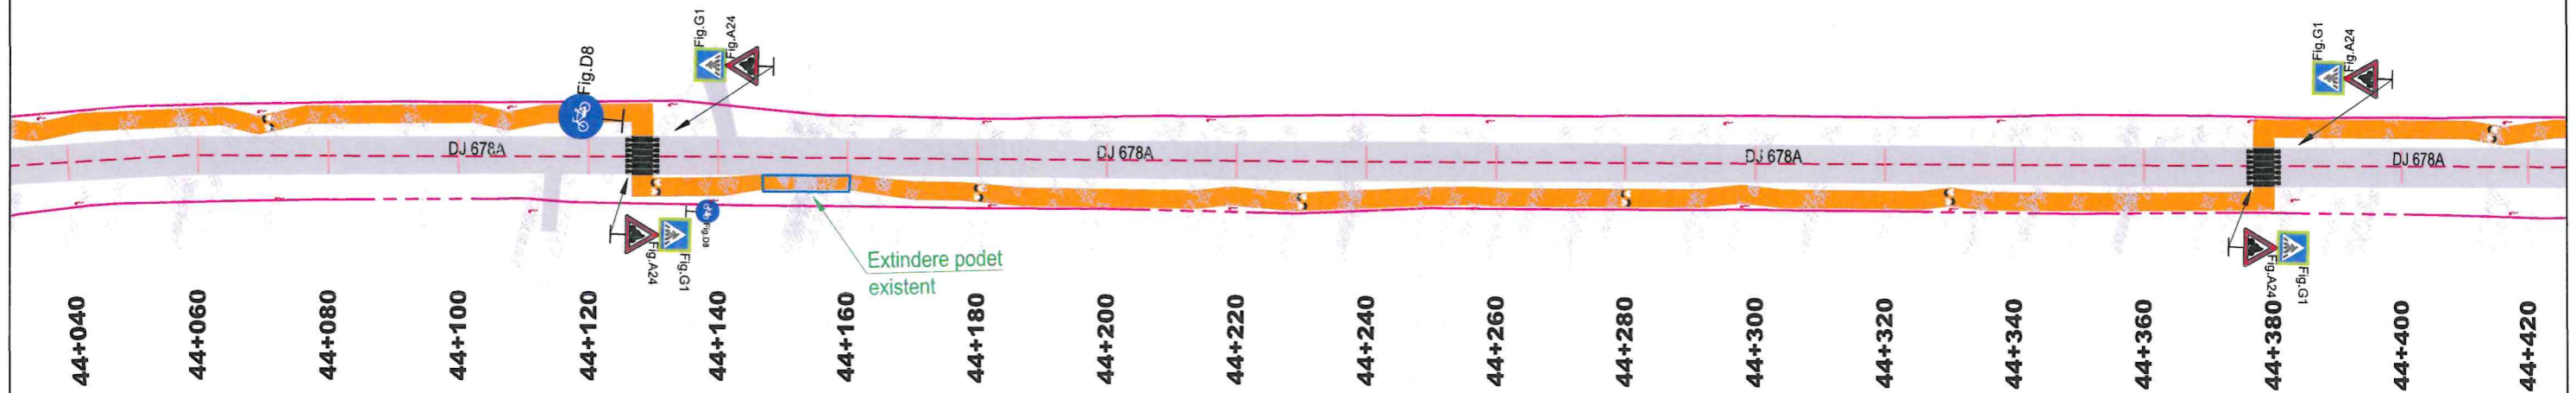 Fig.G1
Fig.A24
Fig.D8
Fig.G1
Fig.A24
DJ 678A
DJ 678A
DJ 678A
DJ 678A
Fig.D8
Fig.A24
Fig.G1
Extindere podet
existent
Fig.A24
Fig.G1
44+040
44+060
44+080
44+100
44+120
44+140
44+160
44+180
44+200
44+220
44+240
44+260
44+280
44+300
44+320
44+340
44+360
44+380
44+400
44+420